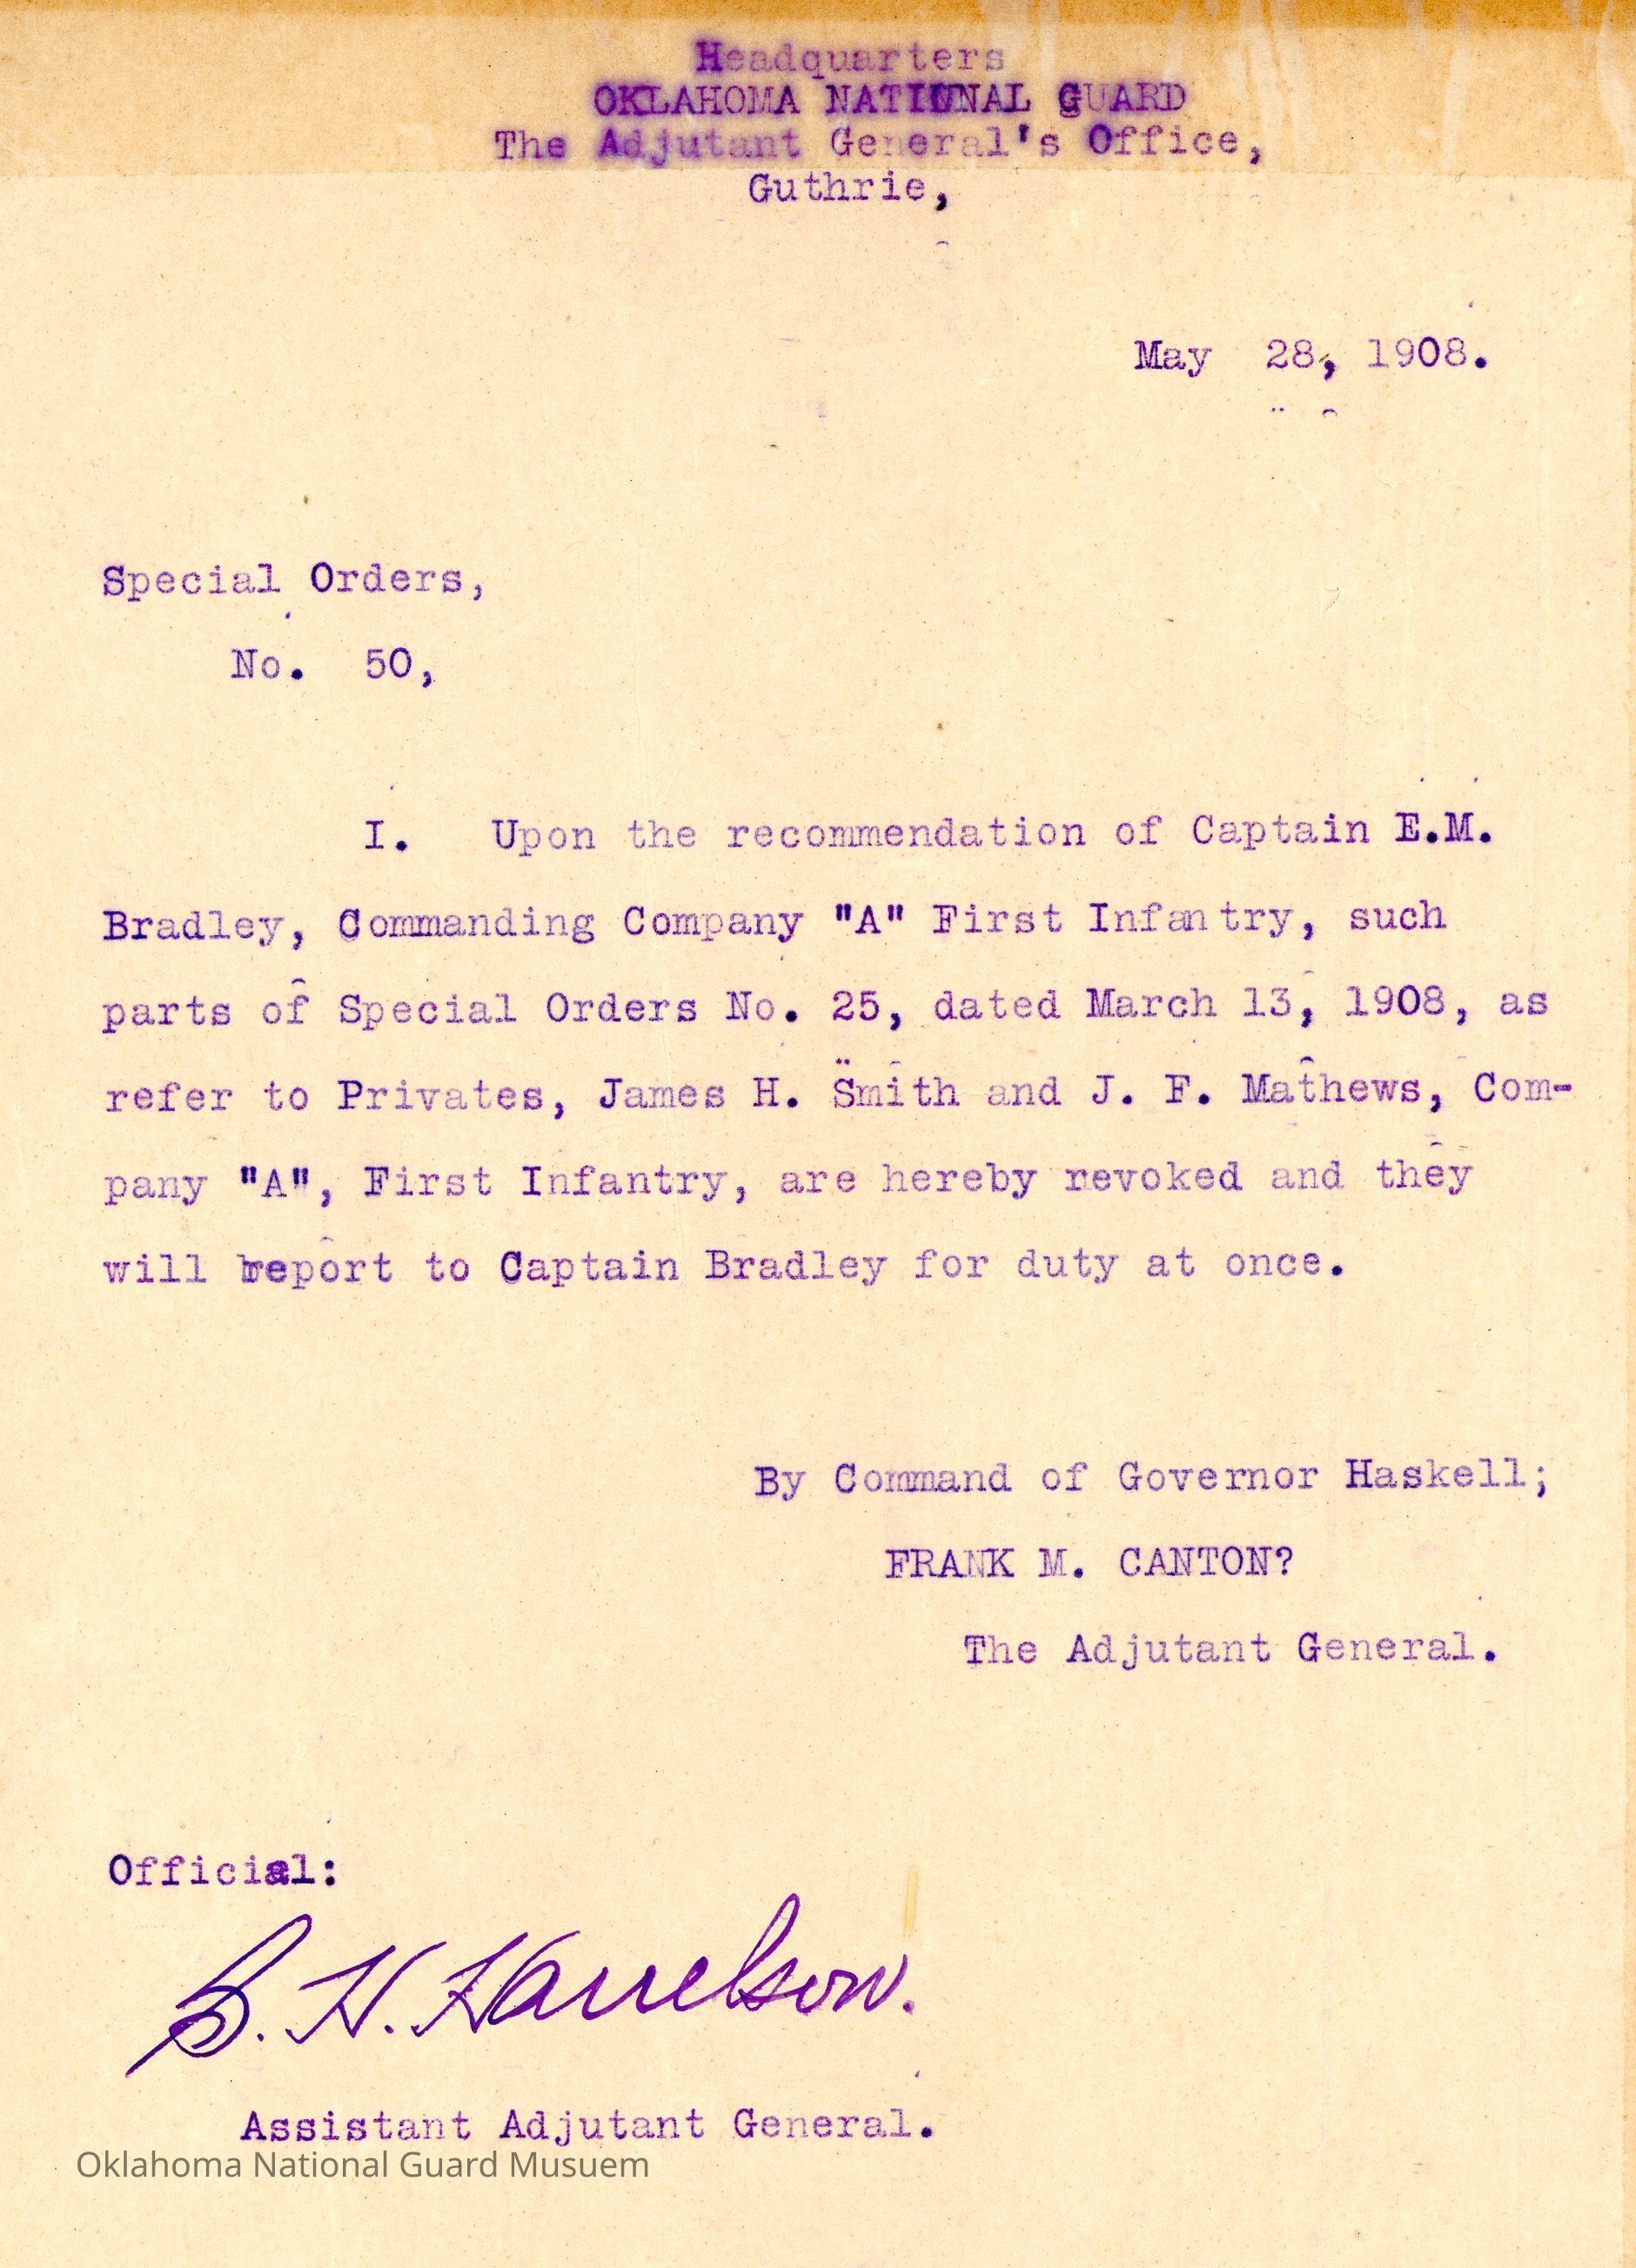 Headquarters
OKLAHOMA NATIONAL GUARD
The Adjutant General's Office,
Guthrie,
May 28, 1908.
Special Orders,
No. 50,
I. Upon the recommendation of Captain E.M.
Bradley, Commanding Company "A" First Infantry, such
parts of Special Orders No. 25, dated March 13, 1908, as
refer to Privates, James H. Smith and J. F. Mathews, Com-
pany "A", First Infantry, are hereby revoked and they
will report to Captain Bradley for duty at once.
By Command of Governor Haskell;
FRANK M. CANTON?
The Adjutant General.
Official:
B. H. Harrelson.
Assistant Adjutant General.
Oklahoma National Guard Musuem